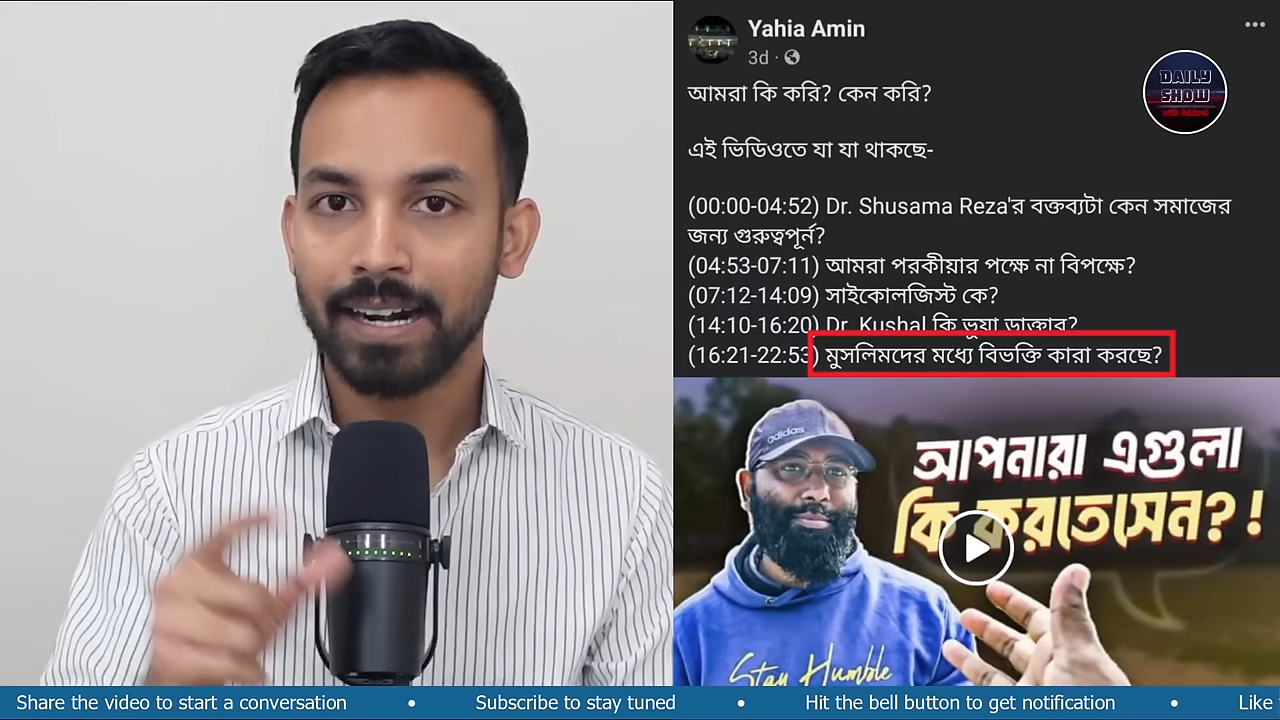 Yahia Amin
3d
আমরা কি করি? কেন করি?
এই ভিডিওতে যা যা থাকছে-
(00:00-04:52) Dr. Shusama Reza'র বক্তব্যটা কেন সমাজের
জন্য গুরুত্বপূর্ন?
(04:53-07:11) আমরা পরকীয়ার পক্ষে না বিপক্ষে?
(07:12-14:09) সাইকোলজিস্ট কে?
(14:10-16:20) Dr. Kushal কি ভূয়া ডাক্তার?
(16:21-22:53) মুসলিমদের মধ্যে বিভক্তি কারা করছে?
DAILY
SHOW
adidas
আপনারা এগুলা
কি করতেসেন?!
Stay Humble
Share the video to start a conversation • Subscribe to stay tuned • Hit the bell button to get notification • Like